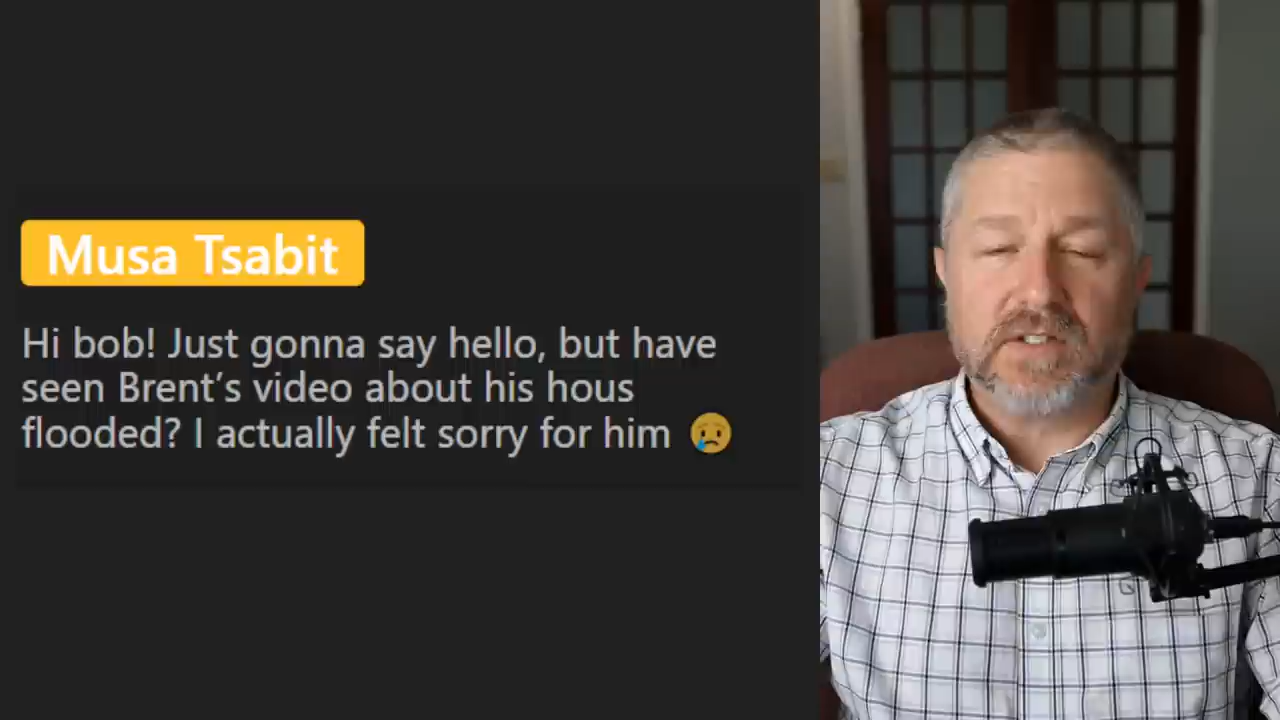 Musa Tsabit
Hi bob! Just gonna say hello, but have
seen Brent’s video about his hous
flooded? I actually felt sorry for him 😢